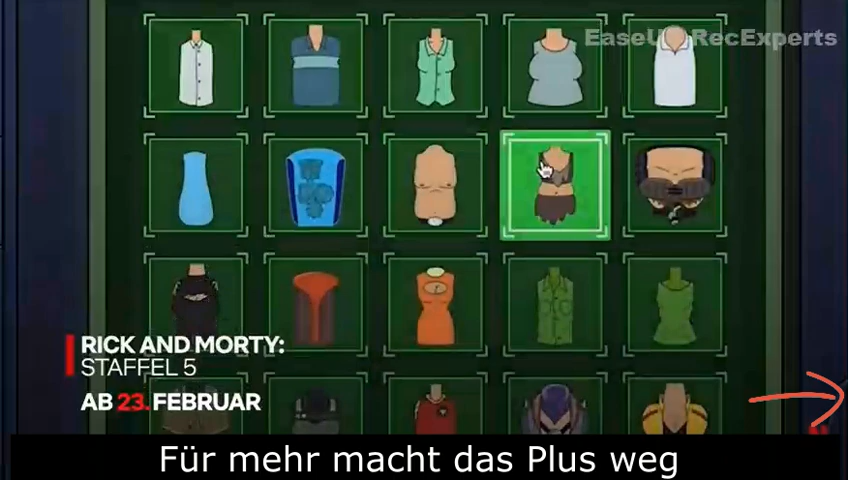 EaseUS RecExperts
RICK AND MORTY:
STAFFEL 5
AB 23. FEBRUAR
Für mehr macht das Plus weg